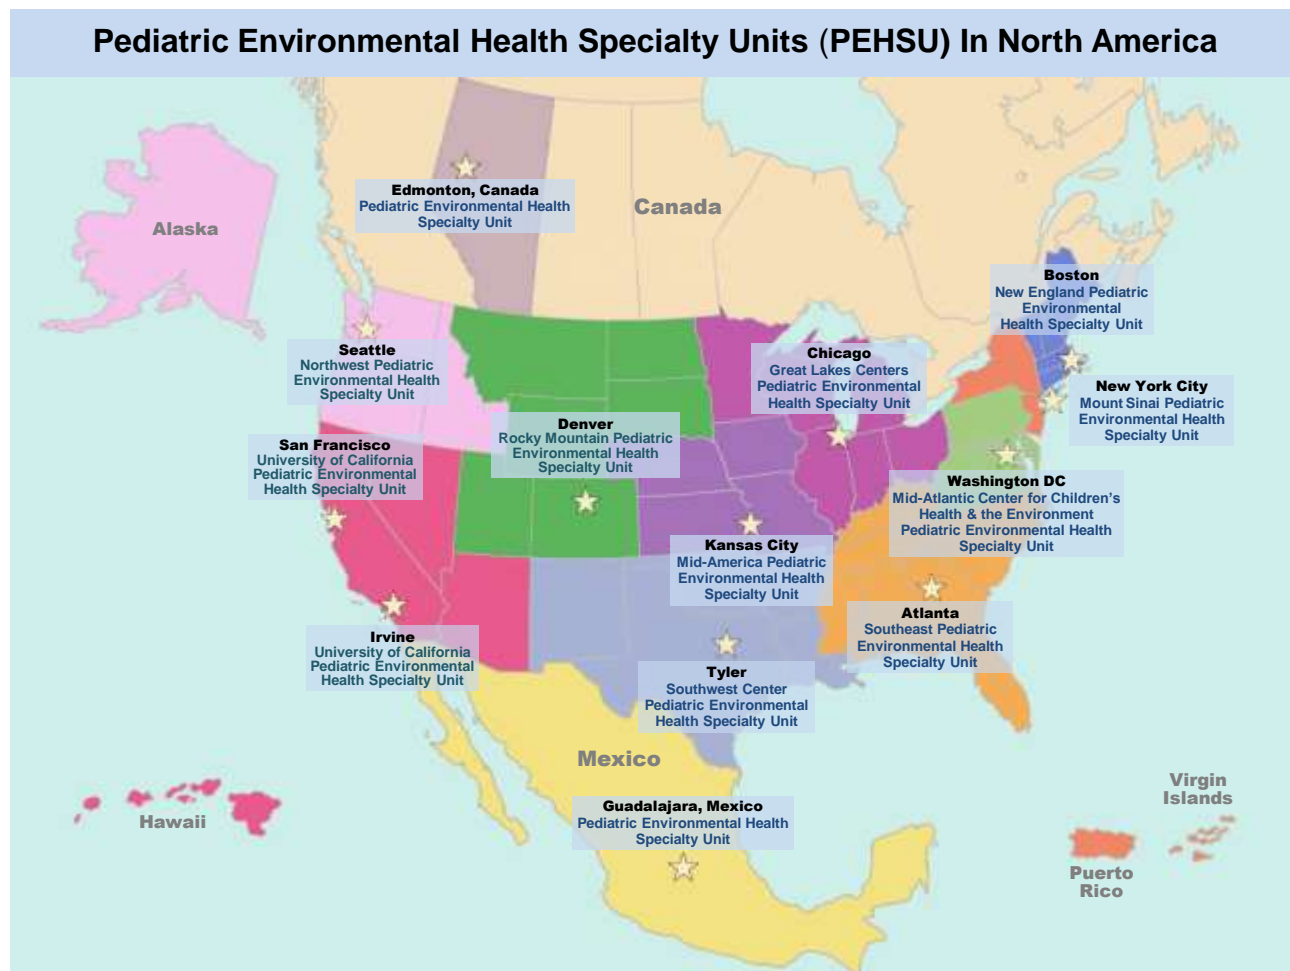 Pediatric Environmental Health Specialty Units (PEHSU) In North America
Alaska
Edmonton, Canada
Pediatric Environmental Health
Specialty Unit
Canada
Boston
New England Pediatric
Environmental
Health Specialty Unit
Seattle
Northwest Pediatric
Environmental Health
Specialty Unit
Chicago
Great Lakes Centers
Pediatric Environmental
Health Specialty Unit
New York City
Mount Sinai Pediatric
Environmental Health
Specialty Unit
Denver
Rocky Mountain Pediatric
Environmental Health
Specialty Unit
San Francisco
University of California
Pediatric Environmental
Health Specialty Unit
Washington DC
Mid-Atlantic Center for Children's
Health & the Environment
Pediatric Environmental Health
Specialty Unit
Kansas City
Mid-America Pediatric
Environmental Health
Specialty Unit
Atlanta
Southeast Pediatric
Environmental Health
Specialty Unit
Irvine
University of California
Pediatric Environmental
Health Specialty Unit
Tyler
Southwest Center
Pediatric Environmental
Health Specialty Unit
Mexico
Guadalajara, Mexico
Pediatric Environmental Health
Specialty Unit
Hawaii
Virgin
Islands
Puerto
Rico